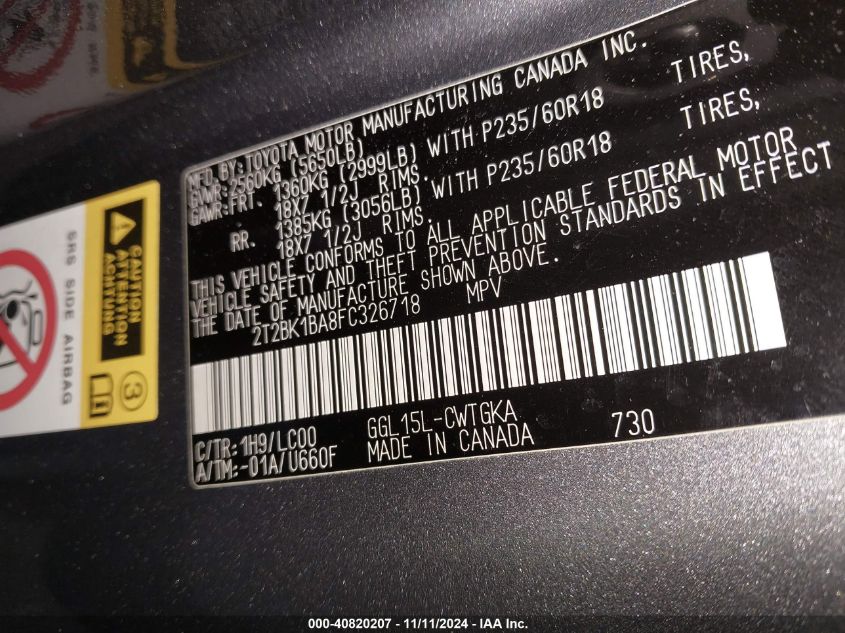 MFD. BY: TOYOTA MOTOR MANUFACTURING CANADA INC.
GVWR: 2560KG (5650LB)
GAWR: FRT. 1360KG (2999LB) WITH P235/60R18 TIRES,
18X7 1/2J RIMS.
RR. 1385KG (3056LB) WITH P235/60R18 TIRES,
18X7 1/2J RIMS.
THIS VEHICLE CONFORMS TO ALL APPLICABLE FEDERAL MOTOR
VEHICLE SAFETY AND THEFT PREVENTION STANDARDS IN EFFECT
THE DATE OF MANUFACTURE SHOWN ABOVE.
2T2BK1BA8FC326718 MPV
C/TR: 1H9/LC00 GGL15L-CWTGKA 730
A/TM: -01A/U660F MADE IN CANADA
CAUTION
ATTENTION
ACHTUNG
SRS SIDE AIRBAG
3
000-40820207 - 11/11/2024 - IAA Inc.